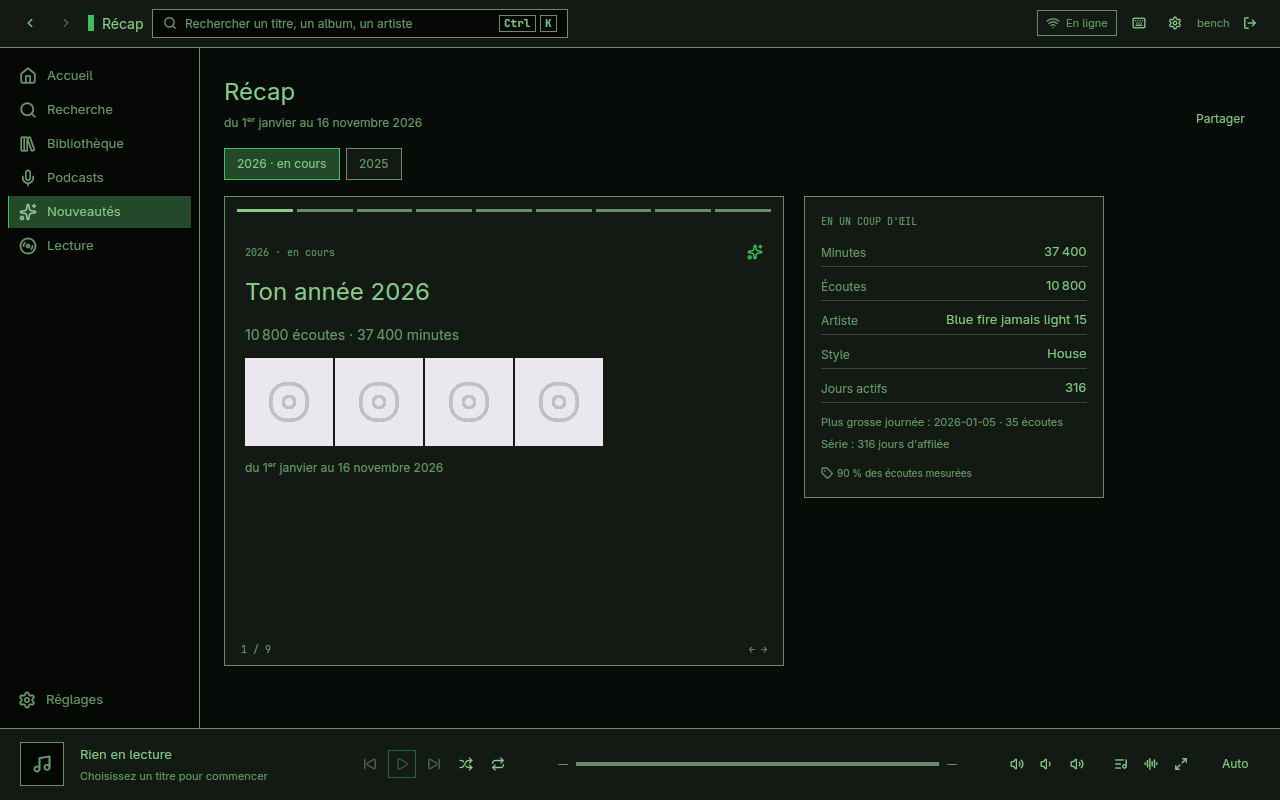 Récap
Rechercher un titre, un album, un artiste
Ctrl K
En ligne
bench
Accueil
Recherche
Bibliothèque
Podcasts
Nouveautés
Lecture
Réglages
Récap
du 1er janvier au 16 novembre 2026
Partager
2026 · en cours
2025
2026 · en cours
Ton année 2026
10 800 écoutes · 37 400 minutes
du 1er janvier au 16 novembre 2026
1 / 9
← →
EN UN COUP D'ŒIL
Minutes 37 400
Écoutes 10 800
Artiste Blue fire jamais light 15
Style House
Jours actifs 316
Plus grosse journée : 2026-01-05 · 35 écoutes
Série : 316 jours d'affilée
90 % des écoutes mesurées
Rien en lecture
Choisissez un titre pour commencer
— —
Auto